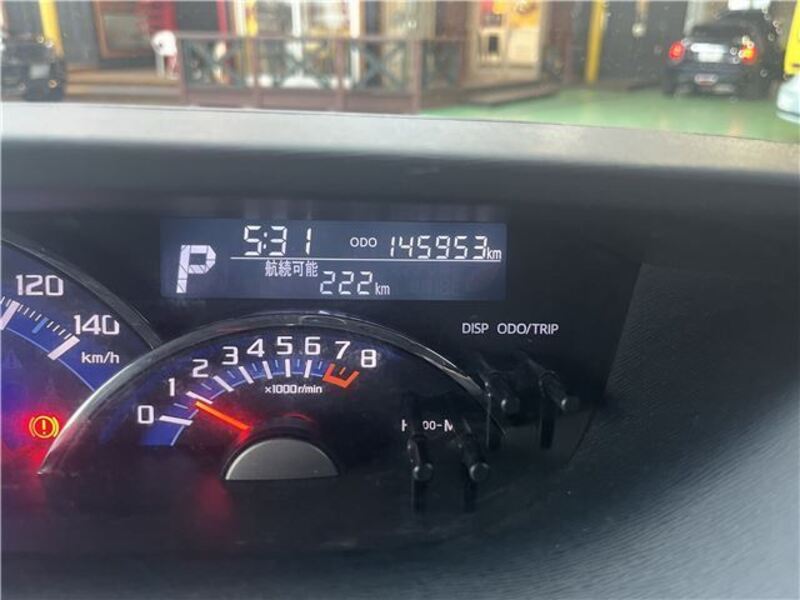 5:31 ODO 145953km
P
航続可能
222km
DISP ODO/TRIP
120
140
km/h
0 1 2 3 4 5 6 7 8
×1000r/min